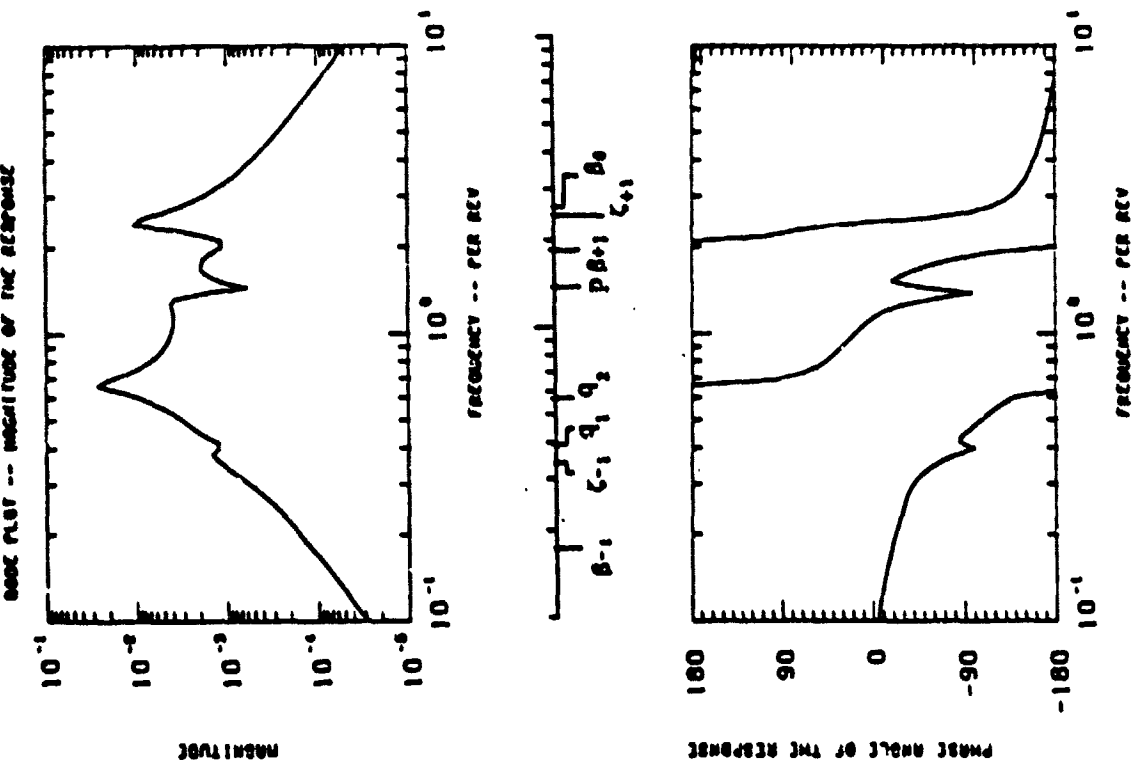 BODE PLOT -- MAGNITUDE OF THE RESPONSE
MAGNITUDE
10⁻¹
10⁻²
10⁻³
10⁻⁴
10⁻⁵
10⁻¹
10⁰
10¹
FREQUENCY -- PER REV
β-1
ζ-1
q₁
q₂
p
β+1
ζ+1
β₀
PHASE ANGLE OF THE RESPONSE
180
90
0
-90
-180
10⁻¹
10⁰
10¹
FREQUENCY -- PER REV